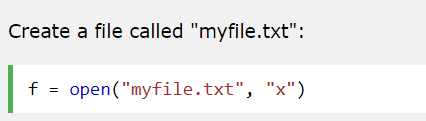 Create a file called "myfile.txt":
f = open("myfile.txt", "x")